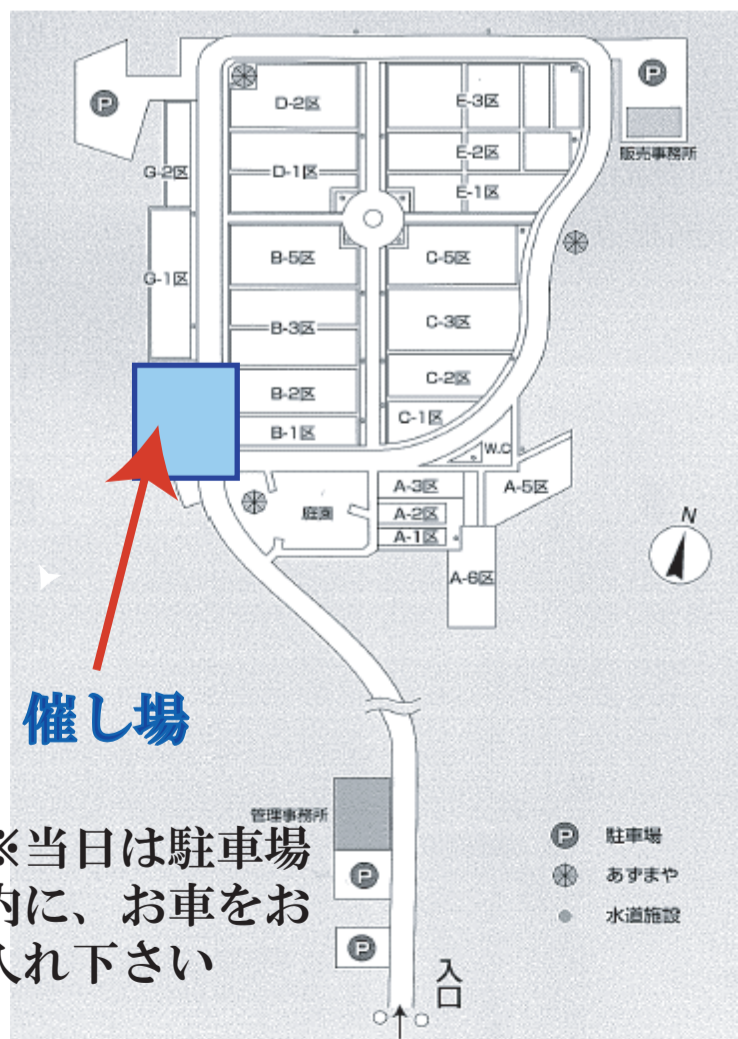 P
P
D-2区
E-3区
販売事務所
G-2区
D-1区
E-2区
E-1区
G-1区
B-5区
C-5区
B-3区
C-3区
B-2区
C-2区
B-1区
C-1区
W.C
庭園
A-3区
A-5区
A-2区
A-1区
A-6区
N
催し場
管理事務所
P
P
※当日は駐車場
内に、お車をお
入れ下さい
P 駐車場
あずまや
水道施設
入口